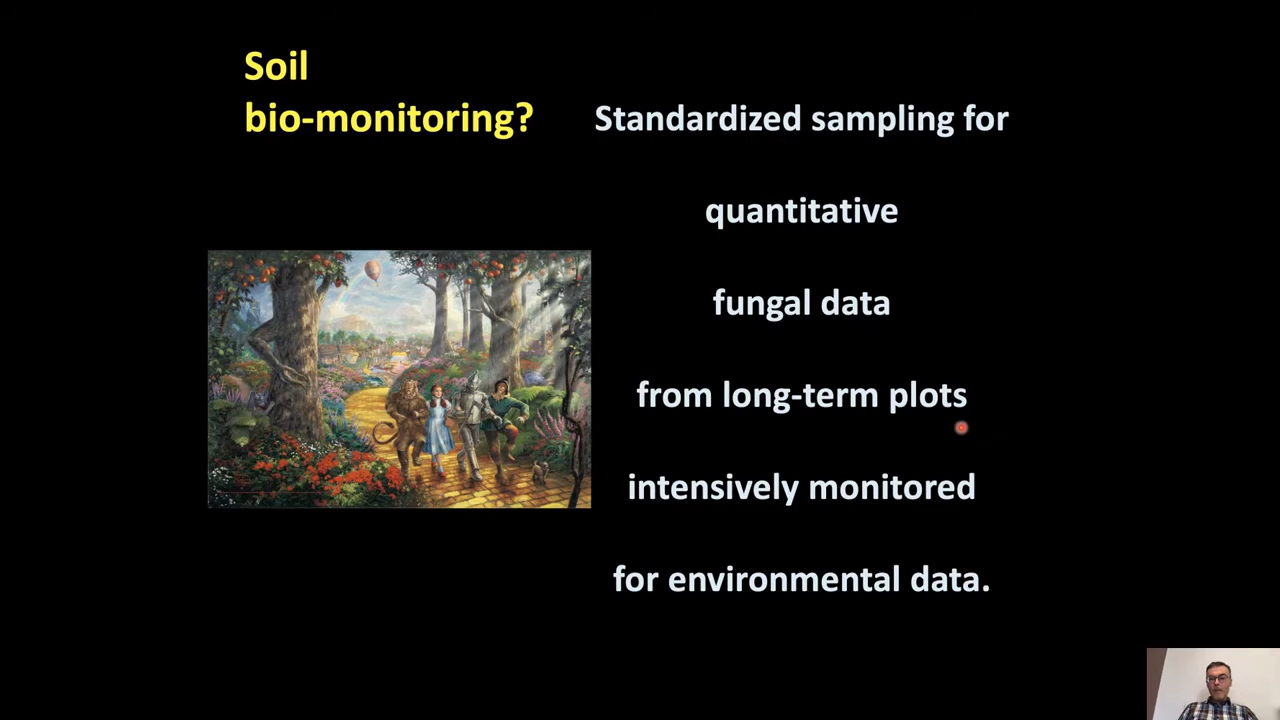 Soil
bio-monitoring?
Standardized sampling for
quantitative
fungal data
from long-term plots
intensively monitored
for environmental data.